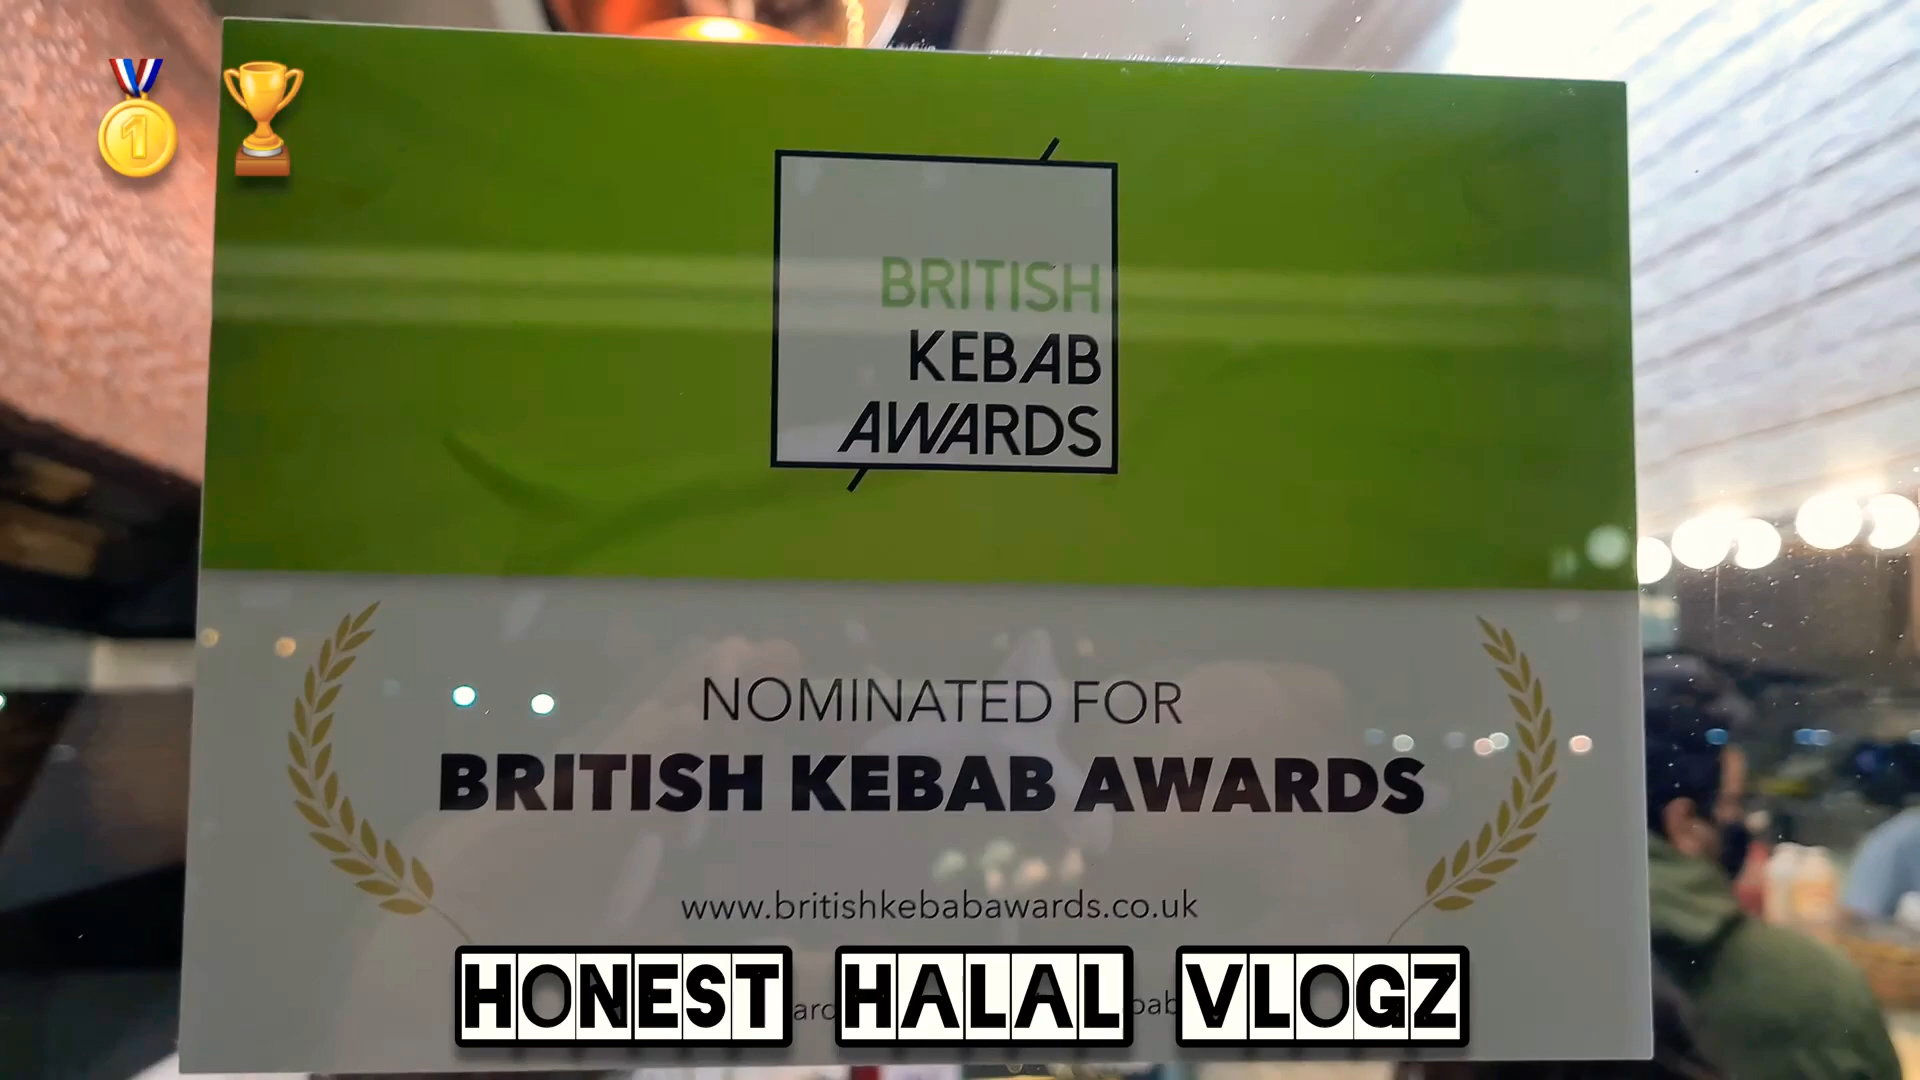 BRITISH
KEBAB
AWARDS
NOMINATED FOR
BRITISH KEBAB AWARDS
www.britishkebabawards.co.uk
HONEST HALAL VLOGZ